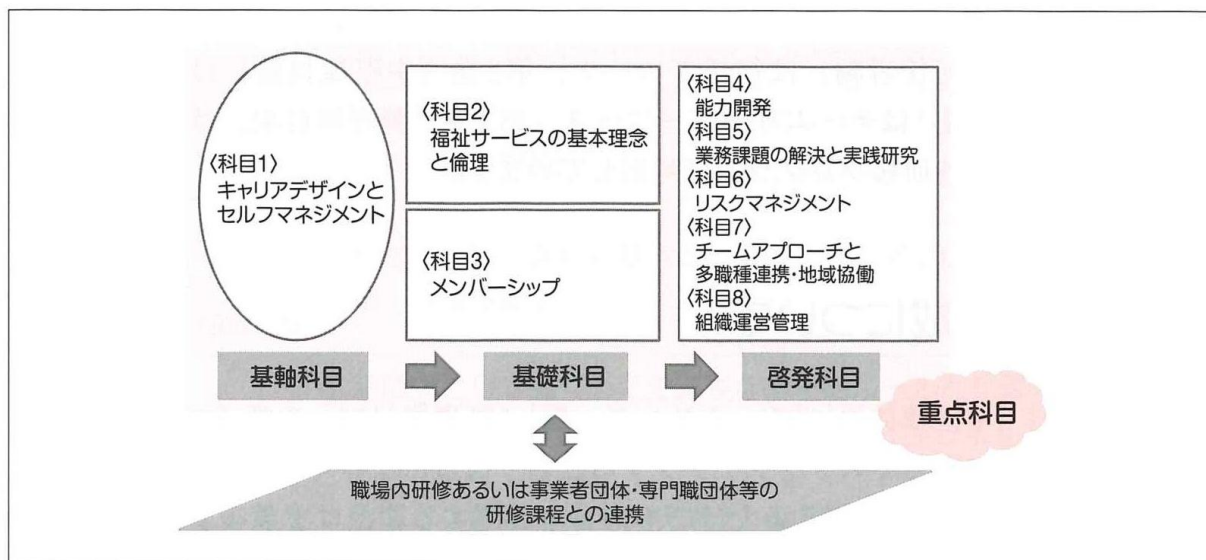 〈科目1〉
キャリアデザインと
セルフマネジメント
〈科目2〉
福祉サービスの基本理念
と倫理
〈科目3〉
メンバーシップ
〈科目4〉
能力開発
〈科目5〉
業務課題の解決と実践研究
〈科目6〉
リスクマネジメント
〈科目7〉
チームアプローチと
多職種連携・地域協働
〈科目8〉
組織運営管理
基軸科目
基礎科目
啓発科目
重点科目
職場内研修あるいは事業者団体・専門職団体等の
研修課程との連携